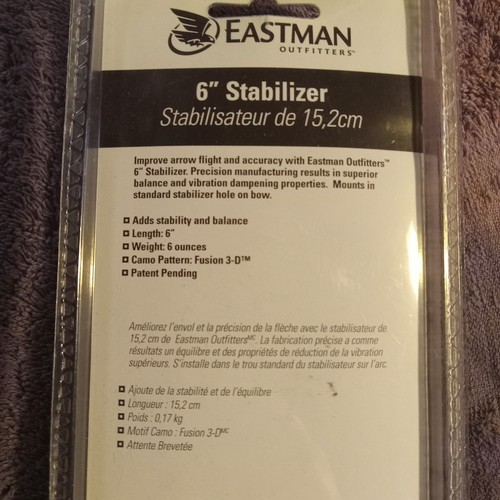 EASTMAN
OUTFITTERS™
6″ Stabilizer
Stabilisateur de 15,2cm
Improve arrow flight and accuracy with Eastman Outfitters™
6″ Stabilizer. Precision manufacturing results in superior
balance and vibration dampening properties. Mounts in
standard stabilizer hole on bow.
Adds stability and balance
Length: 6″
Weight: 6 ounces
Camo Pattern: Fusion 3-D™
Patent Pending
Améliorez l'envol et la précision de la flèche avec le stabilisateur de
15,2 cm de Eastman Outfittersᴹᶜ. La fabrication précise a comme
résultats un équilibre et des propriétés de réduction de la vibration
supérieurs. S'installe dans le trou standard du stabilisateur sur l'arc.
Ajoute de la stabilité et de l'équilibre
Longueur : 15,2 cm
Poids : 0,17 kg
Motif Camo : Fusion 3-Dᴹᶜ
Attente Brevetée